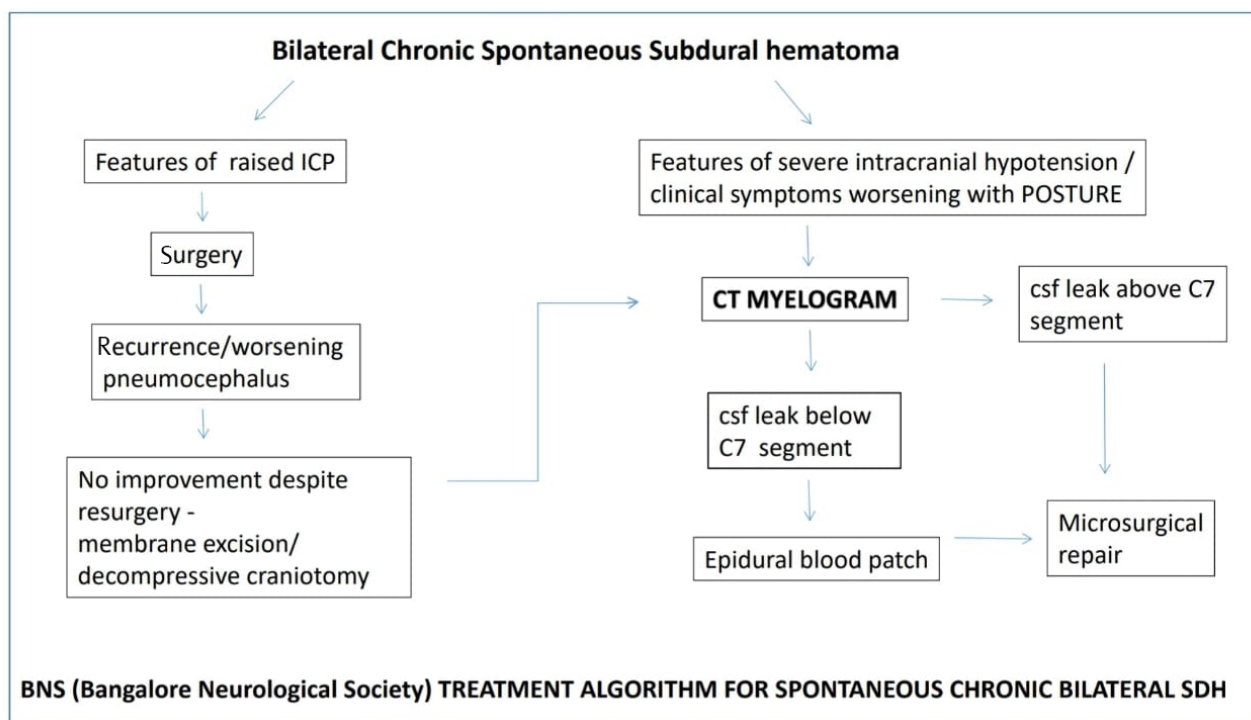 Bilateral Chronic Spontaneous Subdural hematoma
Features of raised ICP
Surgery
Recurrence/worsening
pneumocephalus
No improvement despite
resurgery -
membrane excision/
decompressive craniotomy
Features of severe intracranial hypotension /
clinical symptoms worsening with POSTURE
CT MYELOGRAM
csf leak above C7
segment
csf leak below
C7 segment
Epidural blood patch
Microsurgical
repair
BNS (Bangalore Neurological Society) TREATMENT ALGORITHM FOR SPONTANEOUS CHRONIC BILATERAL SDH